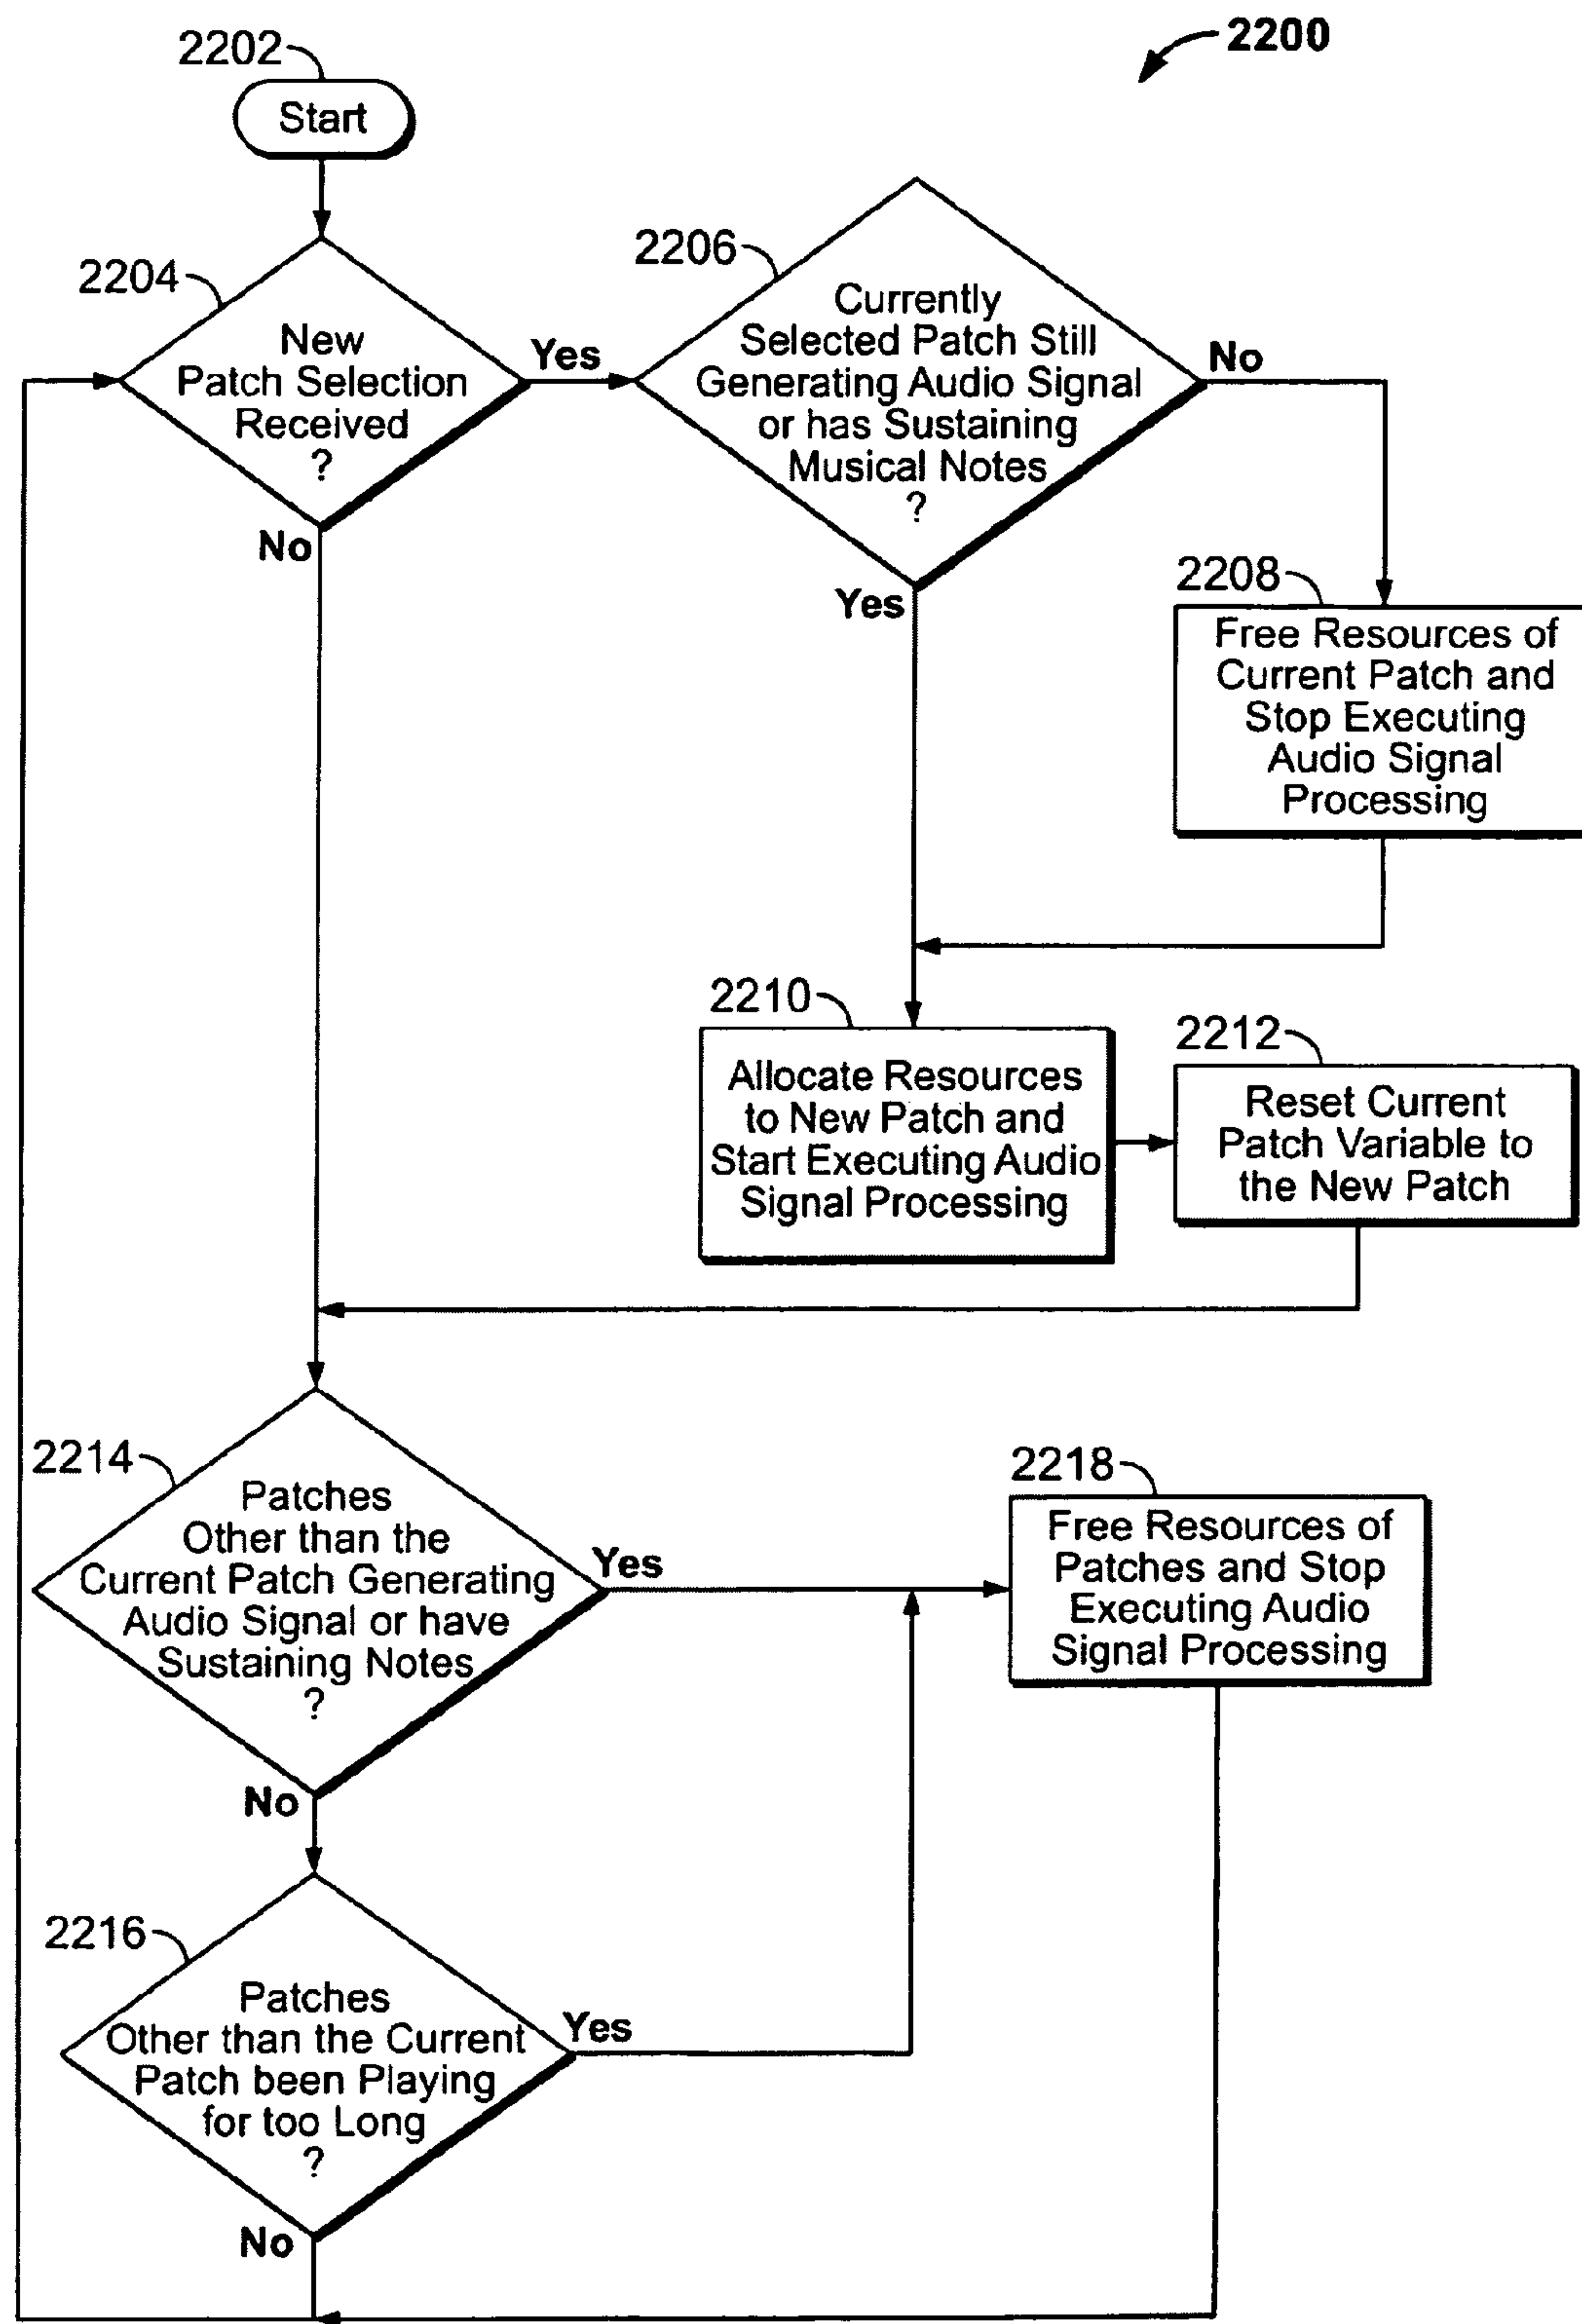 2200
2202
Start
2204
New
Patch Selection
Received
?
Yes
No
2206
Currently
Selected Patch Still
Generating Audio Signal
or has Sustaining
Musical Notes
?
No
Yes
2208
Free Resources of
Current Patch and
Stop Executing
Audio Signal
Processing
2210
Allocate Resources
to New Patch and
Start Executing Audio
Signal Processing
2212
Reset Current
Patch Variable to
the New Patch
2214
Patches
Other than the
Current Patch Generating
Audio Signal or have
Sustaining Notes
?
Yes
No
2218
Free Resources of
Patches and Stop
Executing Audio
Signal Processing
2216
Patches
Other than the Current
Patch been Playing
for too Long
?
Yes
No